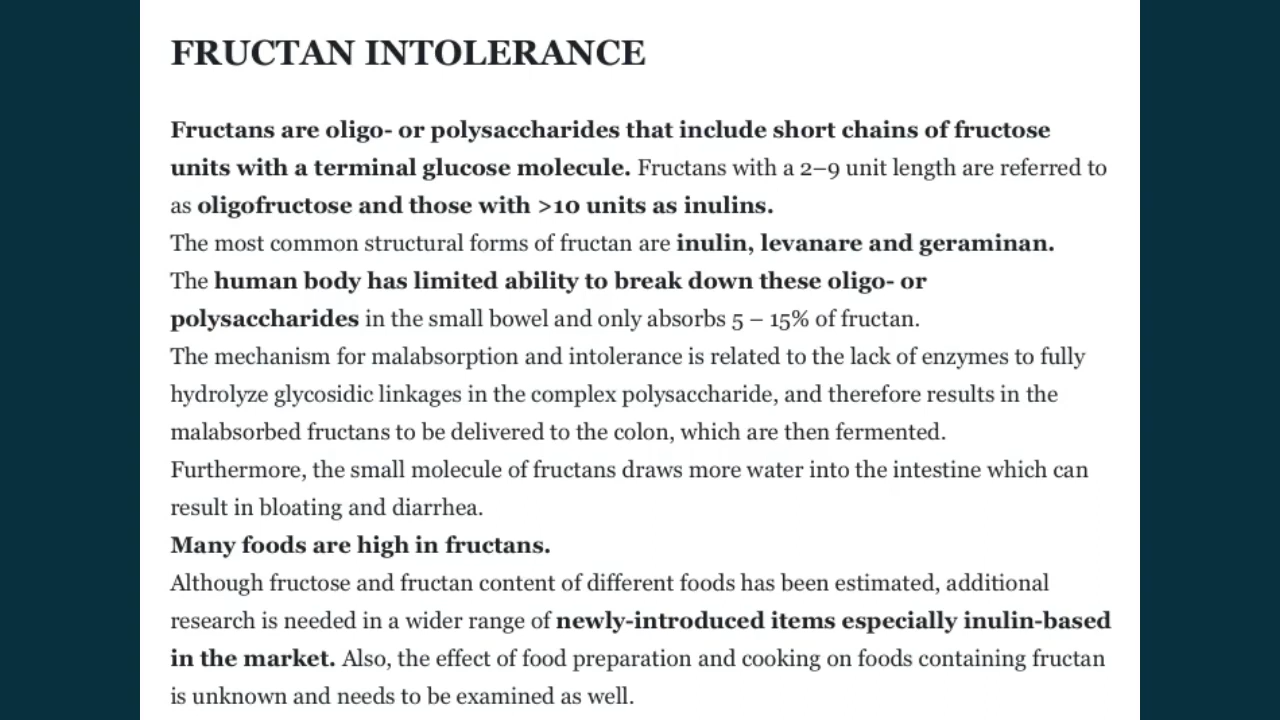 FRUCTAN INTOLERANCE
Fructans are oligo- or polysaccharides that include short chains of fructose
units with a terminal glucose molecule. Fructans with a 2–9 unit length are referred to
as oligofructose and those with >10 units as inulins.
The most common structural forms of fructan are inulin, levanare and geraminan.
The human body has limited ability to break down these oligo- or
polysaccharides in the small bowel and only absorbs 5 – 15% of fructan.
The mechanism for malabsorption and intolerance is related to the lack of enzymes to fully
hydrolyze glycosidic linkages in the complex polysaccharide, and therefore results in the
malabsorbed fructans to be delivered to the colon, which are then fermented.
Furthermore, the small molecule of fructans draws more water into the intestine which can
result in bloating and diarrhea.
Many foods are high in fructans.
Although fructose and fructan content of different foods has been estimated, additional
research is needed in a wider range of newly-introduced items especially inulin-based
in the market. Also, the effect of food preparation and cooking on foods containing fructan
is unknown and needs to be examined as well.